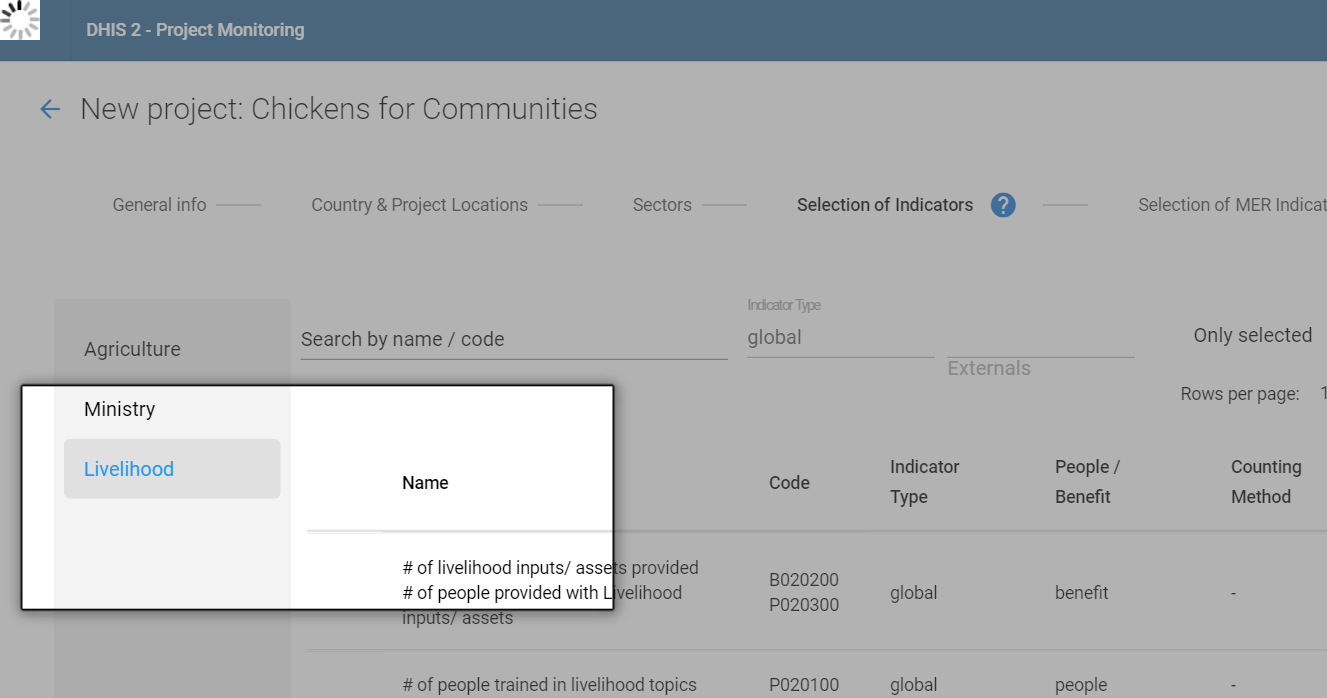 DHIS 2 - Project Monitoring
New project: Chickens for Communities
General info
Country & Project Locations
Sectors
Selection of Indicators
?
Selection of MER Indicat
Agriculture
Ministry
Livelihood
Search by name / code
Indicator Type
global
Externals
Only selected
Rows per page: 1
Name
Code
Indicator
Type
People /
Benefit
Counting
Method
# of livelihood inputs/ assets provided
# of people provided with Livelihood
inputs/ assets
B020200
P020300
global
benefit
-
# of people trained in livelihood topics
P020100
global
people
-